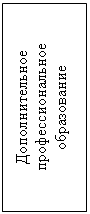 Дополнительное
профессиональное
образование